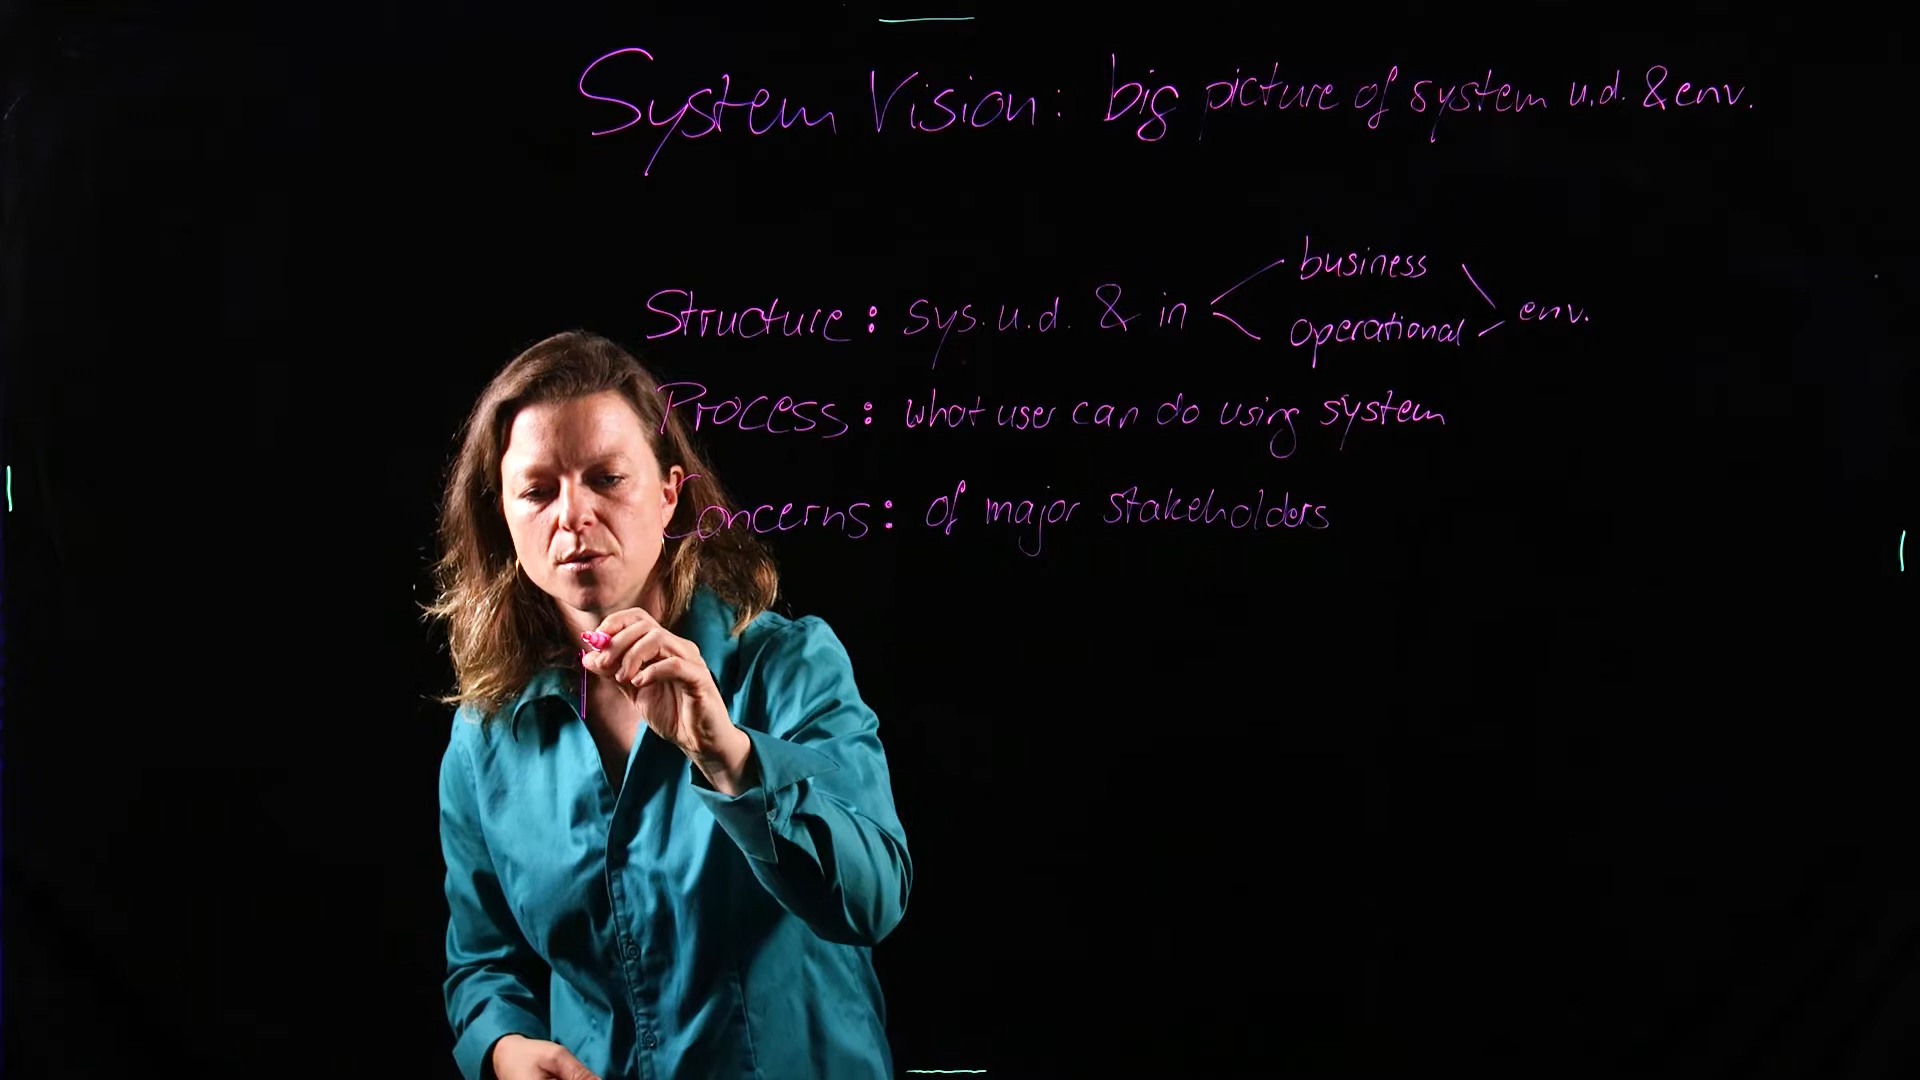 System Vision: big picture of system u.d. & env.
Structure: sys. u.d. & in business operational env.
Process: what user can do using system
Concerns: of major stakeholders